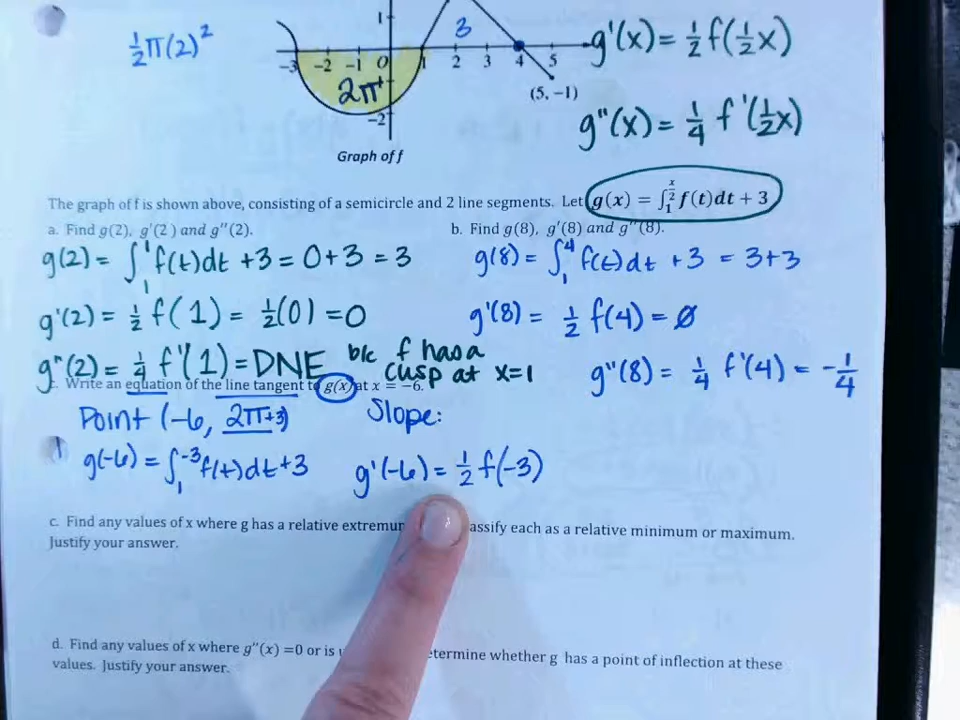 ½π(2)²
1
3
-3 -2 -1 O 1 2 3 4 5
2π
(5, −1)
-2
Graph of f
g'(x) = ½ f(½x)
g"(x) = ¼ f'(½x)
The graph of f is shown above, consisting of a semicircle and 2 line segments. Let g(x) = ∫₁^(x/2) f(t)dt + 3
a. Find g(2), g'(2) and g"(2).
g(2) = ∫₁¹ f(t)dt + 3 = 0+3 = 3
g'(2) = ½ f(1) = ½(0) = 0
g"(2) = ¼ f'(1) = DNE b/c f has a
cusp at x=1
b. Find g(8), g'(8) and g"(8).
g(8) = ∫₁⁴ f(t)dt + 3 = 3+3
g'(8) = ½ f(4) = 0
g"(8) = ¼ f'(4) = -¼
Write an equation of the line tangent to g(x) at x = −6.
Point (-6, 2π+3)
Slope:
g(-6) = ∫₁⁻³ f(t)dt + 3
g'(-6) = ½ f(-3)
c. Find any values of x where g has a relative extremu assify each as a relative minimum or maximum.
Justify your answer.
d. Find any values of x where g"(x) =0 or is etermine whether g has a point of inflection at these
values. Justify your answer.